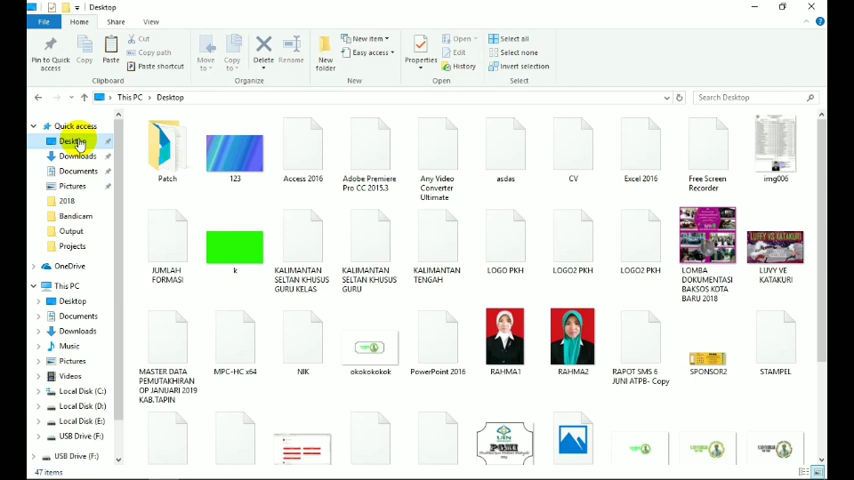 Desktop
File
Home
Share
View
Pin to Quick access
Copy
Paste
Cut
Copy path
Paste shortcut
Move to
Copy to
Delete
Rename
New folder
New item
Easy access
Properties
Open
Edit
History
Select all
Select none
Invert selection
Clipboard
Organize
New
Open
Select
This PC
Desktop
Search Desktop
Quick access
Desktop
Downloads
Documents
Pictures
2018
Bandicam
Output
Projects
OneDrive
This PC
Desktop
Documents
Downloads
Music
Pictures
Videos
Local Disk (C:)
Local Disk (D:)
Local Disk (E:)
USB Drive (F:)
USB Drive (F:)
Patch
123
Access 2016
Adobe Premiere
Pro CC 2015.3
Any Video
Converter
Ultimate
asdas
CV
Excel 2016
Free Screen
Recorder
img006
JUMLAH
FORMASI
k
KALIMANTAN
SELTAN KHUSUS
GURU KELAS
KALIMANTAN
SELTAN KHUSUS
GURU
KALIMANTAN
TENGAH
LOGO PKH
LOGO2 PKH
LOGO2 PKH
LOMBA
DOKUMENTASI
BAKSOS KOTA
BARU 2018
LUFFY VS
KATAKURI
LUVY VE
KATAKURI
MASTER DATA
PEMUTAKHIRAN
OP JANUARI 2019
KAB.TAPIN
MPC-HC x64
NIK
okokokokok
PowerPoint 2016
RAHMA1
RAHMA2
RAPOT SMS 6
JUNI ATPB- Copy
SPONSOR2
STAMPEL
UIN
PGMI
47 items